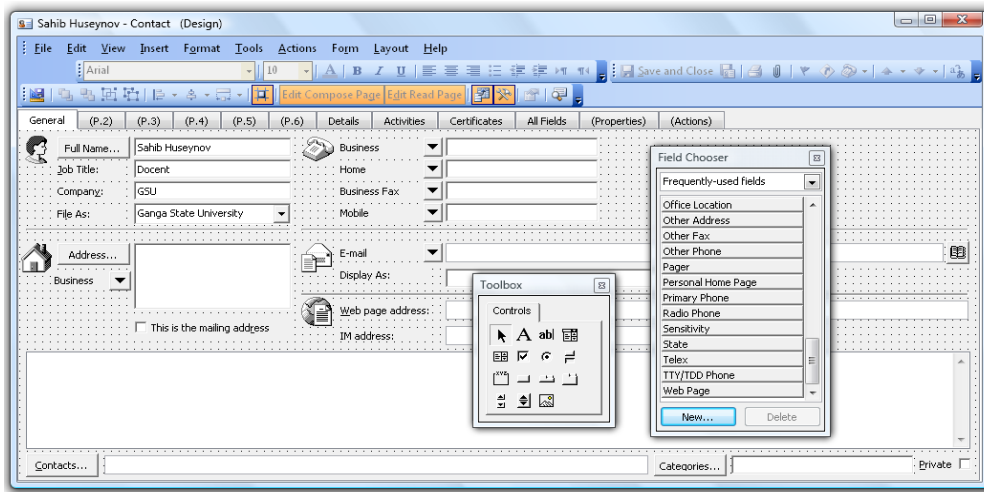 Sahib Huseynov - Contact (Design)
File Edit View Insert Format Tools Actions Form Layout Help
Arial 10 A B I U Save and Close
Edit Compose Page Edit Read Page
General (P.2) (P.3) (P.4) (P.5) (P.6) Details Activities Certificates All Fields (Properties) (Actions)
Full Name... Sahib Huseynov
Job Title: Docent
Company: GSU
File As: Ganga State University
Business
Home
Business Fax
Mobile
Address...
Business
This is the mailing address
E-mail
Display As:
Web page address:
IM address:
Toolbox
Controls
A ab|
XYZ
Field Chooser
Frequently-used fields
Office Location
Other Address
Other Fax
Other Phone
Pager
Personal Home Page
Primary Phone
Radio Phone
Sensitivity
State
Telex
TTY/TDD Phone
Web Page
New... Delete
Contacts... Categories... Private